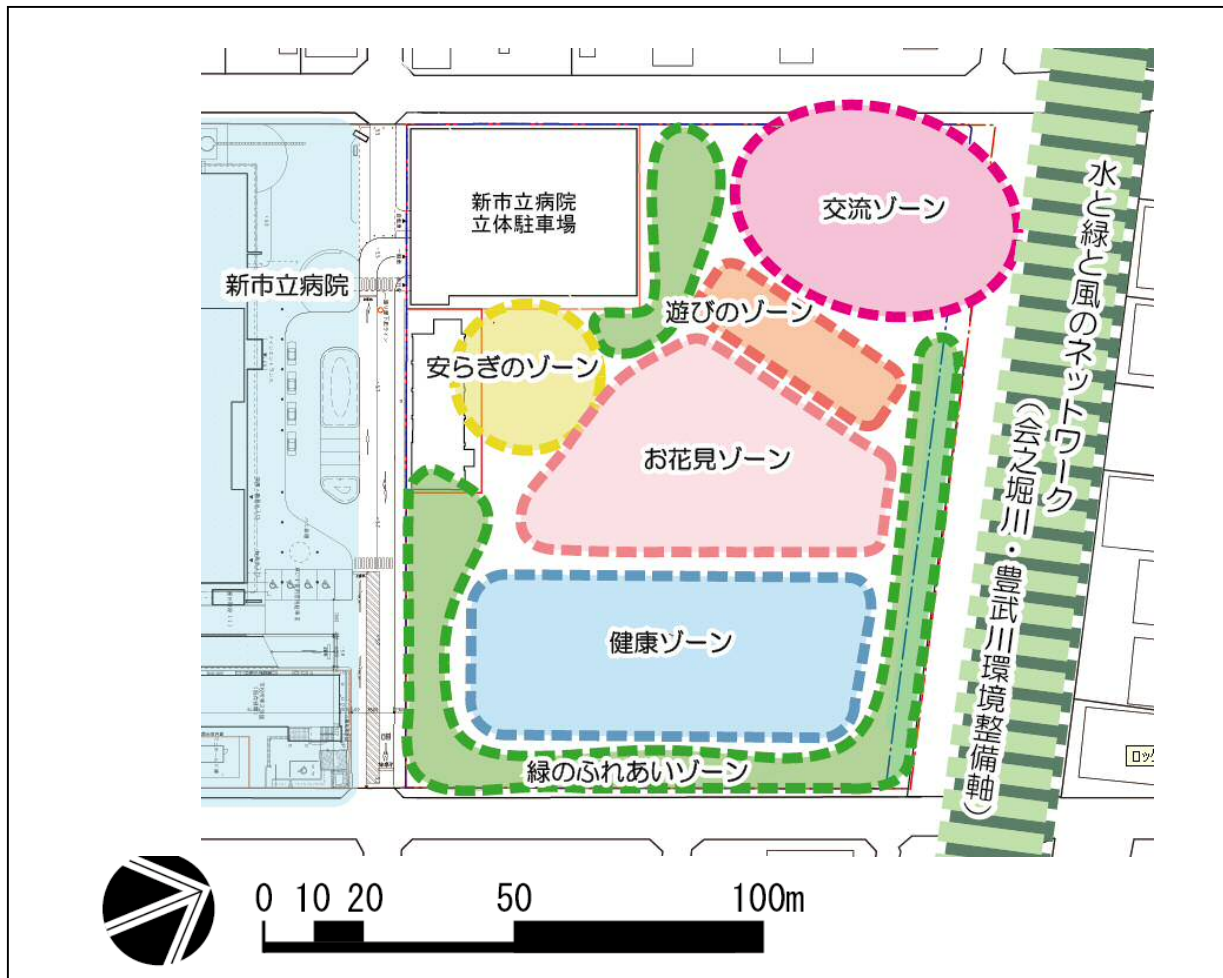 新市立病院
立体駐車場
交流ゾーン
水と緑と風のネットワーク
（会之堀川・豊武川環境整備軸）
新市立病院
遊びのゾーン
安らぎのゾーン
お花見ゾーン
健康ゾーン
緑のふれあいゾーン
ロッ
0 10 20 50 100m